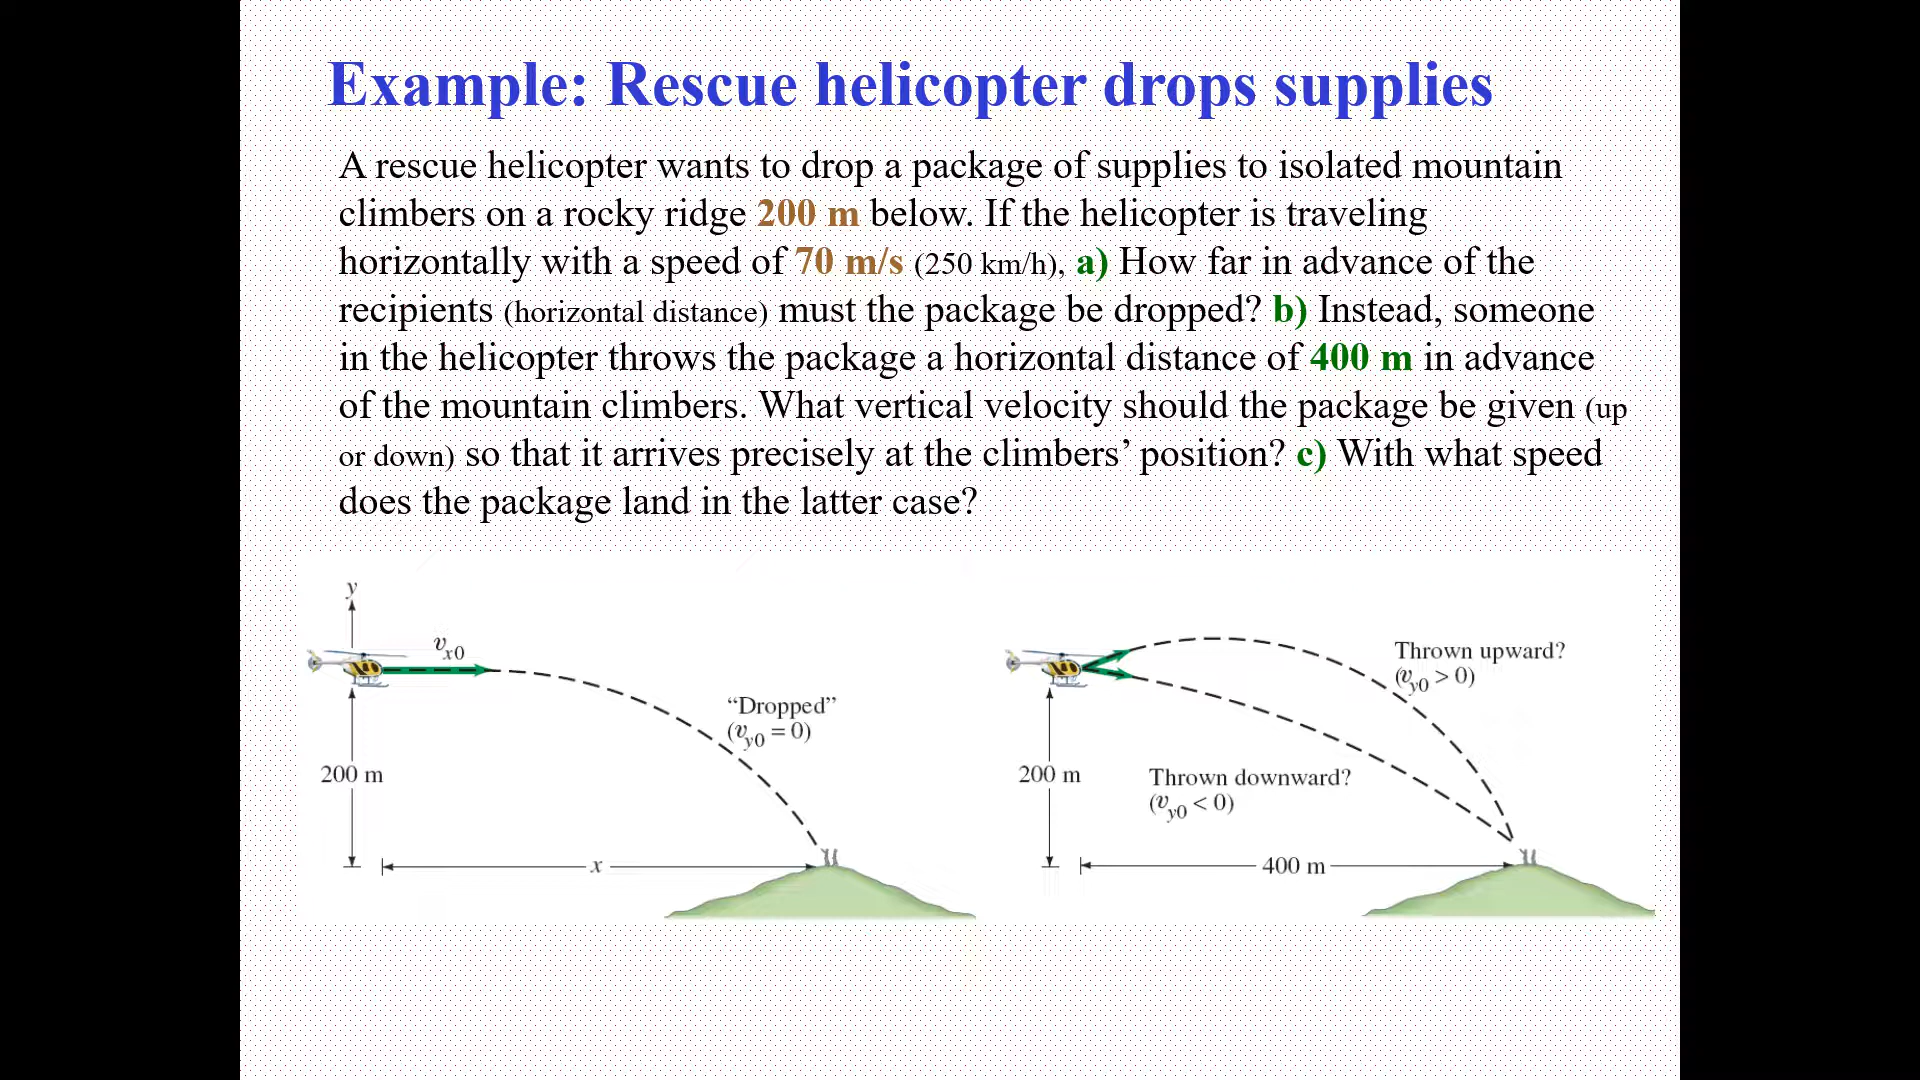 Example: Rescue helicopter drops supplies
A rescue helicopter wants to drop a package of supplies to isolated mountain
climbers on a rocky ridge 200 m below. If the helicopter is traveling
horizontally with a speed of 70 m/s (250 km/h), a) How far in advance of the
recipients (horizontal distance) must the package be dropped? b) Instead, someone
in the helicopter throws the package a horizontal distance of 400 m in advance
of the mountain climbers. What vertical velocity should the package be given (up
or down) so that it arrives precisely at the climbers’ position? c) With what speed
does the package land in the latter case?
y
vx0
“Dropped”
(vy0 = 0)
200 m
x
Thrown upward?
(vy0 > 0)
200 m
Thrown downward?
(vy0 < 0)
400 m